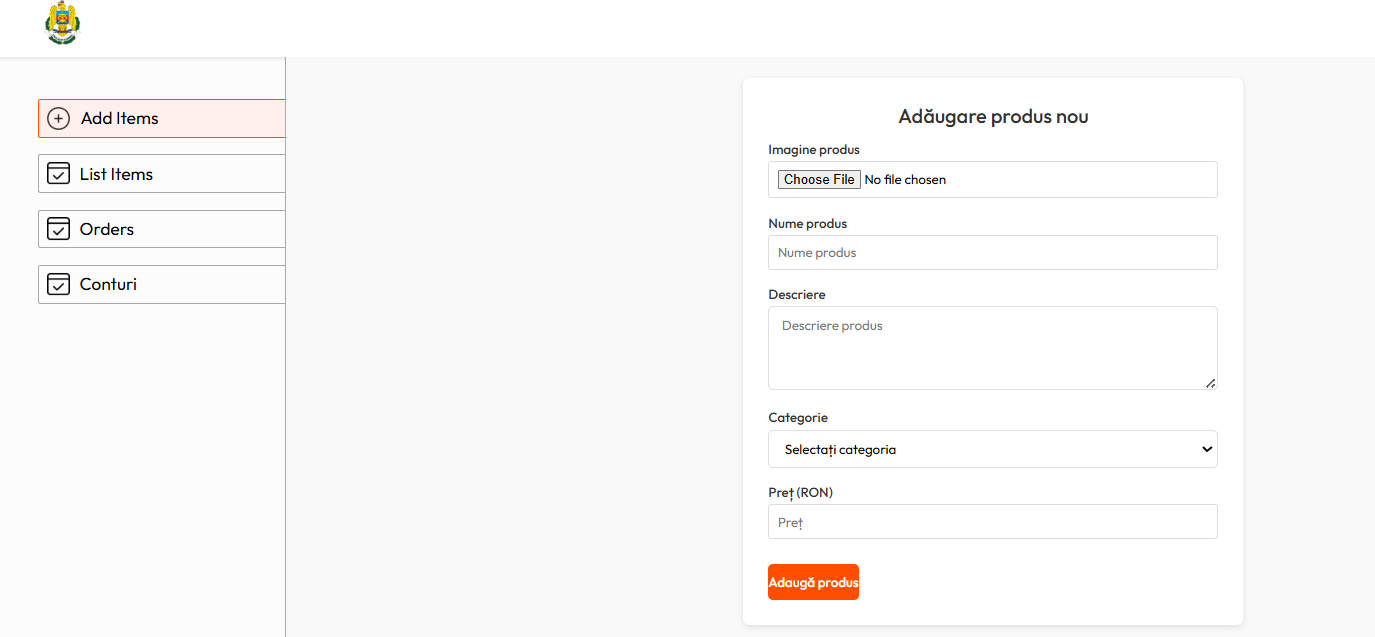 Add Items
List Items
Orders
Conturi
Adăugare produs nou
Imagine produs
Choose File No file chosen
Nume produs
Nume produs
Descriere
Descriere produs
Categorie
Selectați categoria
Preț (RON)
Preț
Adaugă produs